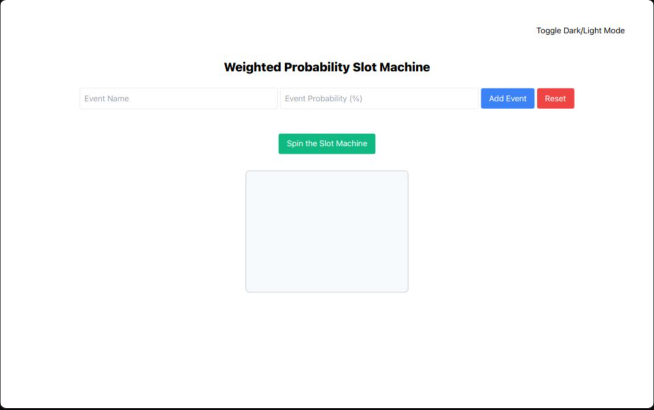 Toggle Dark/Light Mode
Weighted Probability Slot Machine
Event Name Event Probability (%) Add Event Reset
Spin the Slot Machine